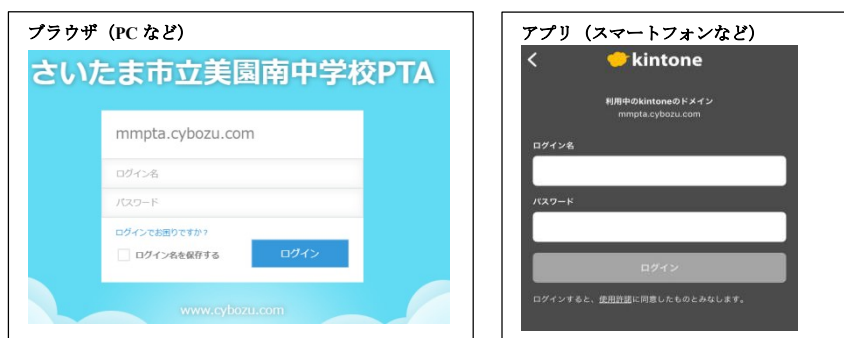 ブラウザ（PC など）
さいたま市立美園南中学校PTA
mmpta.cybozu.com
ログイン名
パスワード
ログインでお困りですか？
ログイン名を保存する
ログイン
www.cybozu.com
アプリ（スマートフォンなど）
kintone
利用中のkintoneのドメイン
mmpta.cybozu.com
ログイン名
パスワード
ログイン
ログインすると、使用許諾に同意したものとみなします。